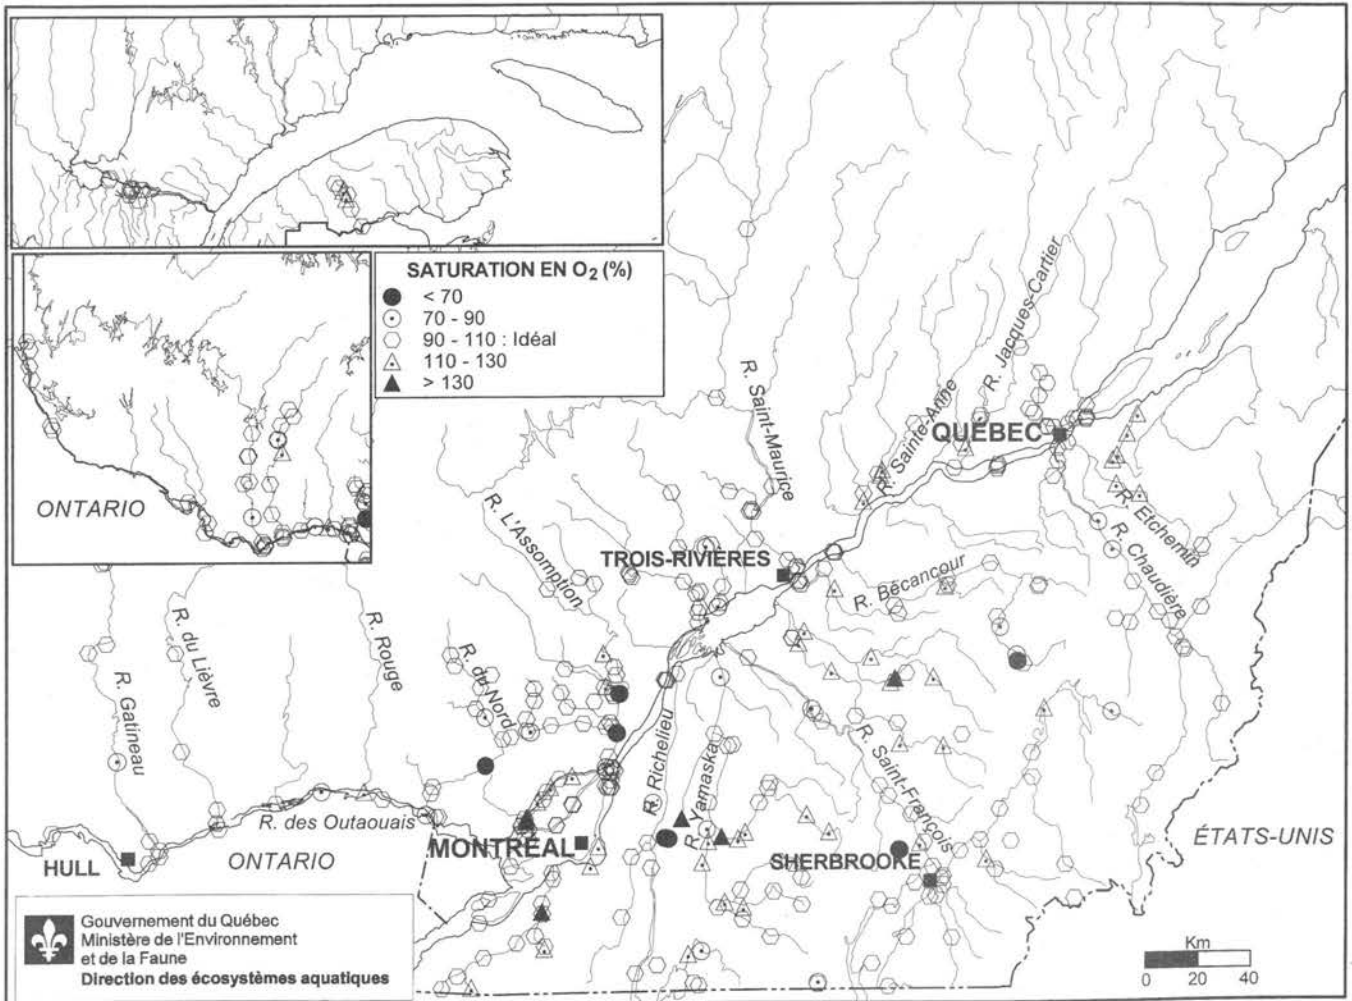 SATURATION EN O₂ (%)
< 70
70 - 90
90 - 110 : Idéal
110 - 130
> 130
ONTARIO
R. Jacques-Cartier
R. Saint-Maurice
R. Sainte-Anne
QUÉBEC
R. L'Assomption
TROIS-RIVIÈRES
R. Etchemin
R. Chaudière
R. Bécancour
R. Gatineau
R. du Lièvre
R. Rouge
R. du Nord
R. Richelieu
R. Yamaska
R. Saint-François
R. des Outaouais
HULL
ONTARIO
MONTRÉAL
SHERBROOKE
ÉTATS-UNIS
Gouvernement du Québec
Ministère de l'Environnement
et de la Faune
Direction des écosystèmes aquatiques
Km
0 20 40